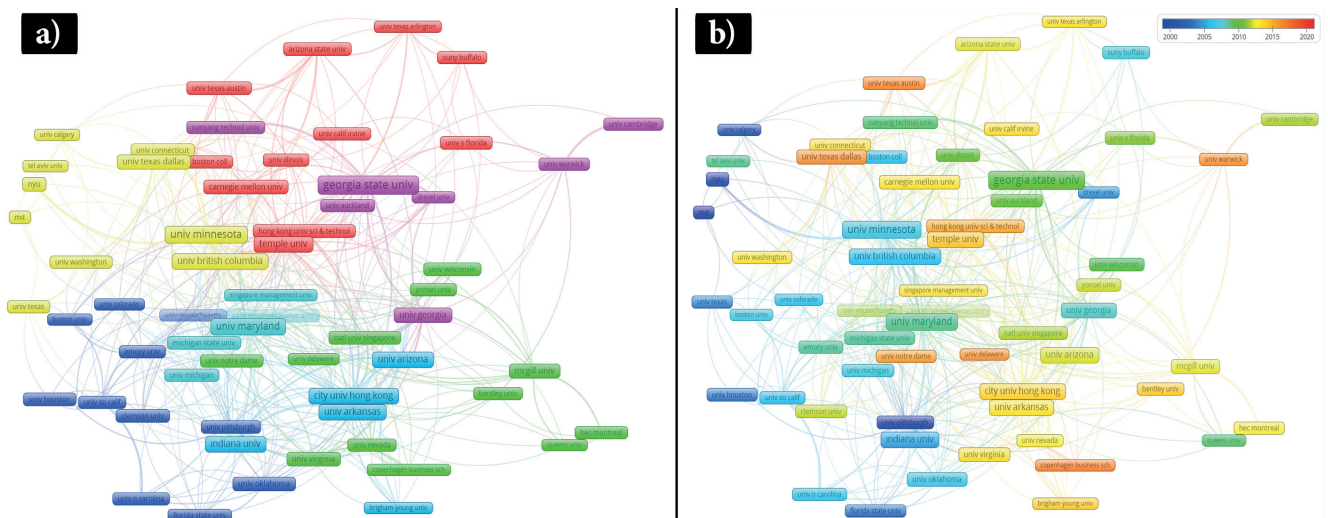 a)
univ texas arlington
arizona state univ
suny buffalo
univ texas austin
nanyang technol univ
univ cambridge
univ calgary
univ calif irvine
univ connecticut
univ s florida
univ texas dallas
boston coll
univ illinois
univ warwick
tel aviv univ
nyu
carnegie mellon univ
georgia state univ
drexel univ
univ auckland
mit
univ minnesota
hong kong univ sci & technol
temple univ
univ washington
univ british columbia
univ wisconsin
yonsei univ
singapore management univ
univ texas
univ colorado
boston univ
univ massachusetts
univ georgia
univ maryland
michigan state univ
natl univ singapore
emory univ
univ notre dame
univ delaware
univ arizona
univ michigan
mcgill univ
univ houston
univ so calif
city univ hong kong
bentley univ
clemson univ
univ arkansas
univ pittsburgh
hec montreal
indiana univ
univ nevada
queens univ
univ virginia
copenhagen business sch
univ oklahoma
univ n carolina
brigham young univ
florida state univ
b)
2000
2005
2010
2015
2020
univ texas arlington
arizona state univ
suny buffalo
univ texas austin
nanyang technol univ
univ cambridge
univ calgary
univ calif irvine
univ connecticut
univ s florida
univ texas dallas
boston coll
univ illinois
univ warwick
tel aviv univ
nyu
carnegie mellon univ
georgia state univ
drexel univ
univ auckland
mit
univ minnesota
hong kong univ sci & technol
temple univ
univ washington
univ british columbia
univ wisconsin
yonsei univ
singapore management univ
univ texas
univ colorado
boston univ
univ massachusetts
univ georgia
univ maryland
michigan state univ
natl univ singapore
emory univ
univ notre dame
univ delaware
univ arizona
univ michigan
mcgill univ
univ houston
univ so calif
city univ hong kong
bentley univ
clemson univ
univ arkansas
univ pittsburgh
hec montreal
indiana univ
univ nevada
queens univ
univ virginia
copenhagen business sch
univ oklahoma
univ n carolina
brigham young univ
florida state univ